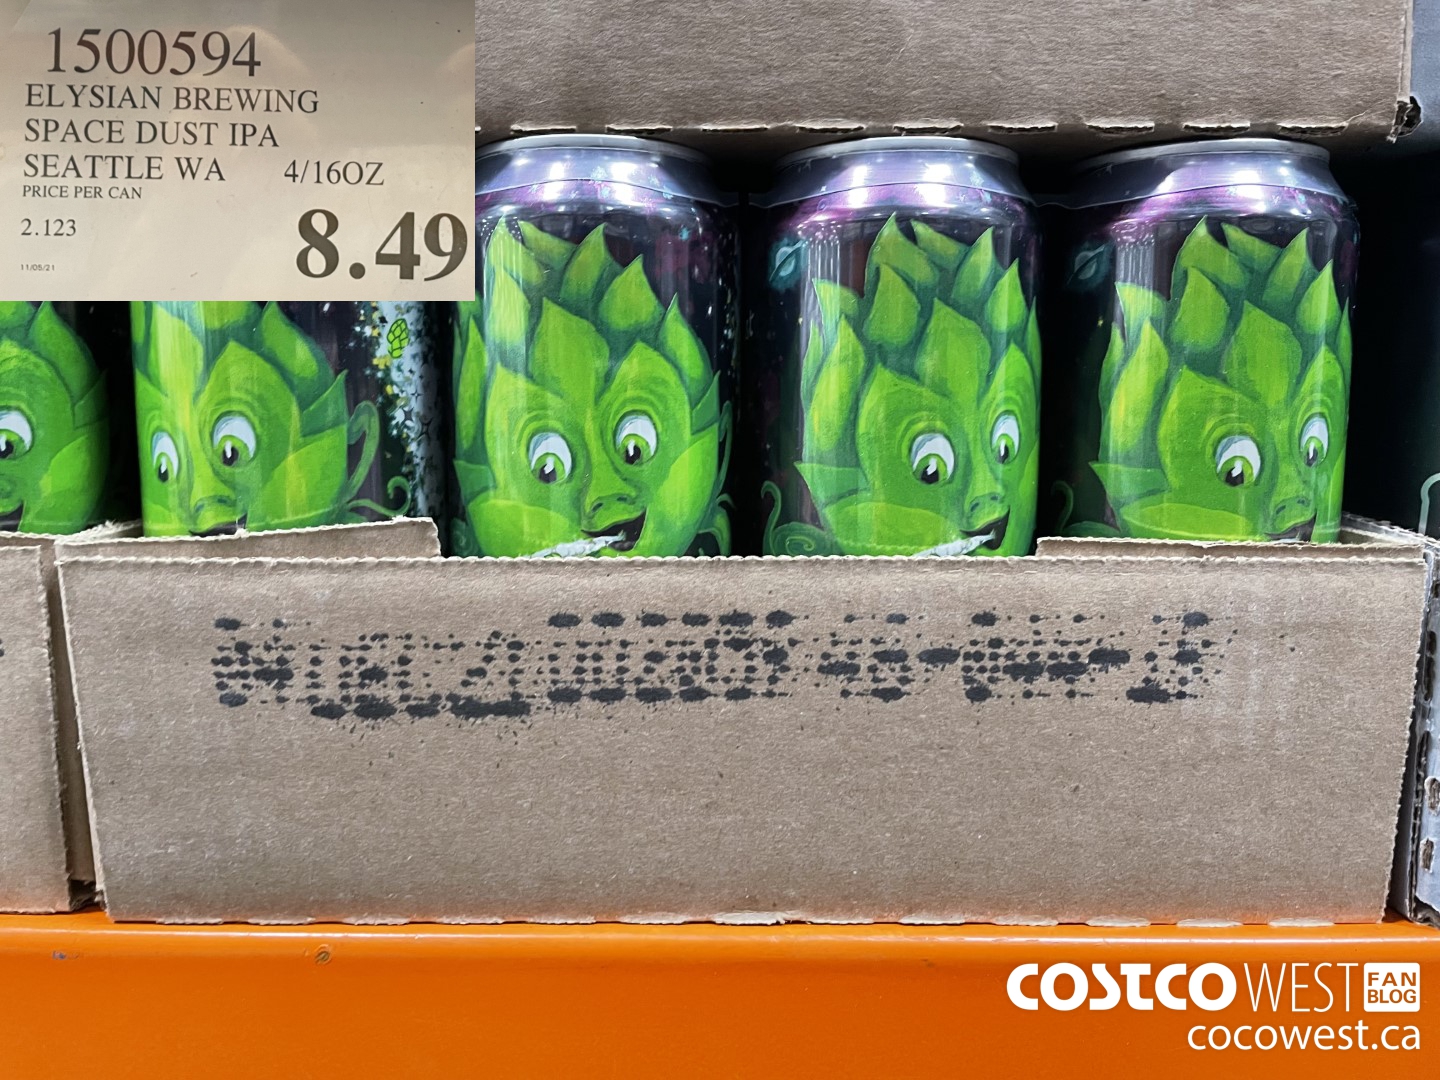 1500594
ELYSIAN BREWING
SPACE DUST IPA
SEATTLE WA 4/16OZ
PRICE PER CAN
2.123
8.49
11/05/21
COSTCO WEST FAN BLOG
cocowest.ca